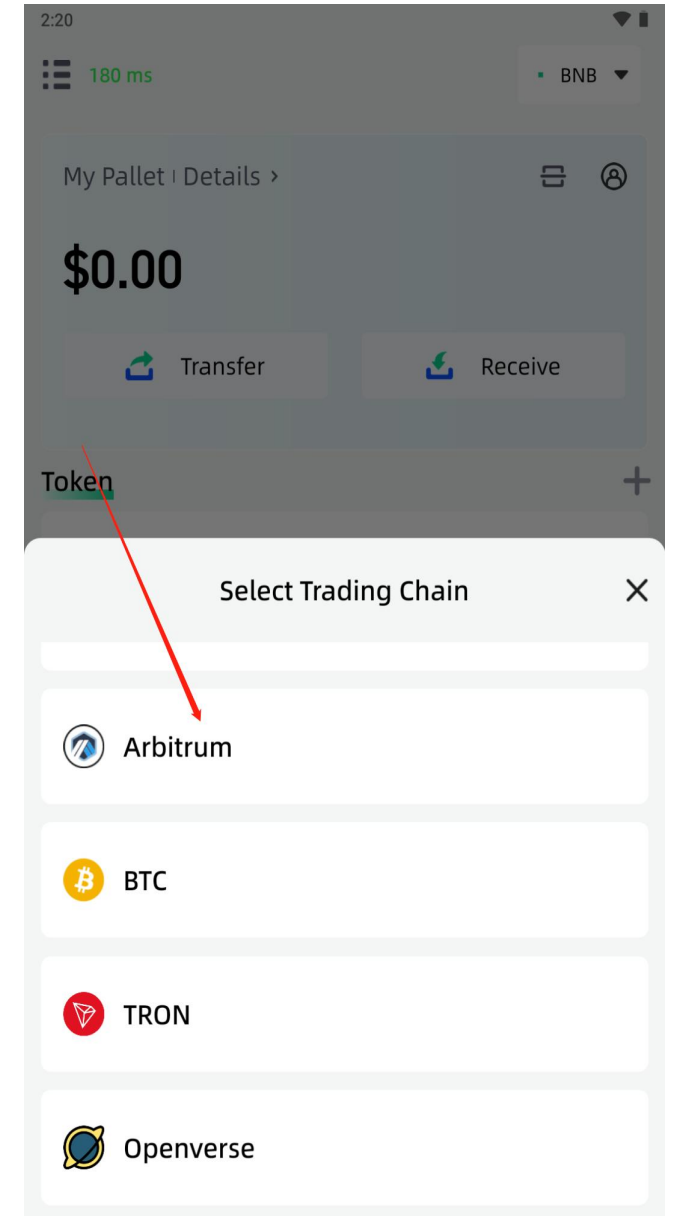 2:20
180 ms
BNB
My Pallet | Details >
$0.00
Transfer
Receive
Token
Select Trading Chain
Arbitrum
BTC
TRON
Openverse